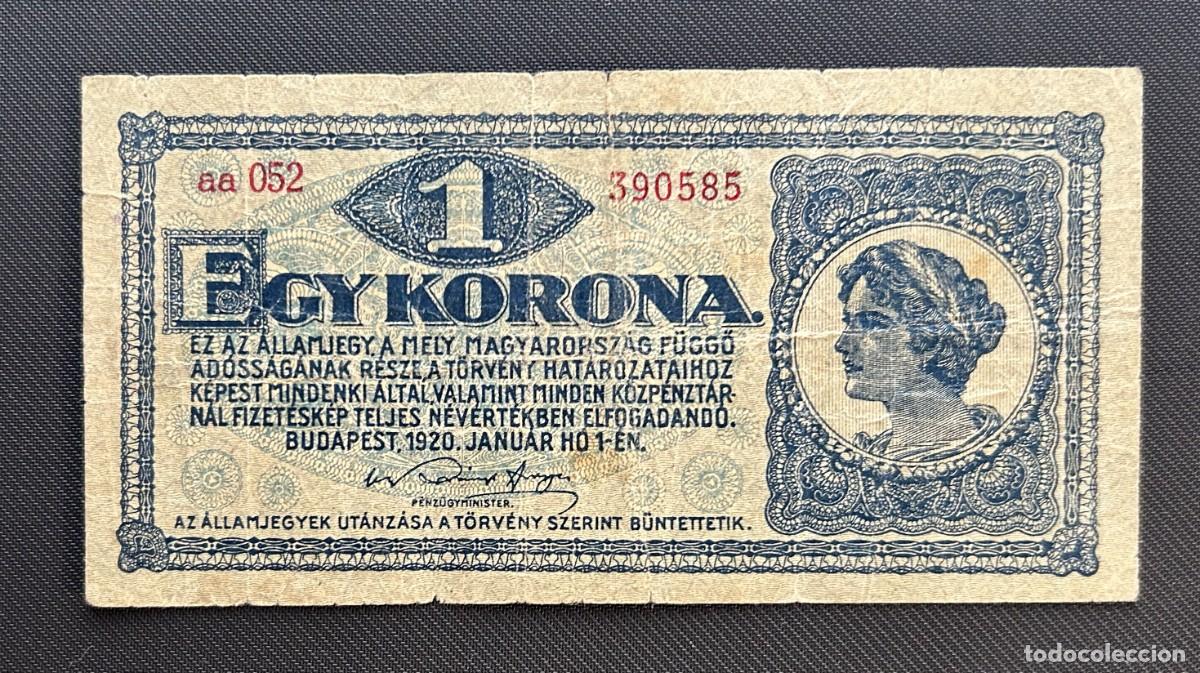 aa 052
1
390585
EGY KORONA.
EZ AZ ÁLLAMJEGY, A MELY MAGYARORSZÁG FÜGGŐ
ADÓSSÁGÁNAK RÉSZE, A TÖRVÉNY HATÁROZATAIHOZ
KÉPEST MINDENKI ÁLTAL, VALAMINT MINDEN KÖZPÉNZTÁR-
NÁL FIZETÉSKÉP TELJES NÉVÉRTÉKBEN ELFOGADANDÓ.
BUDAPEST, 1920. JANUÁR HÓ 1-ÉN.
PÉNZÜGYMINISTER.
AZ ÁLLAMJEGYEK UTÁNZÁSA A TÖRVÉNY SZERINT BÜNTETTETIK.
todocoleccion